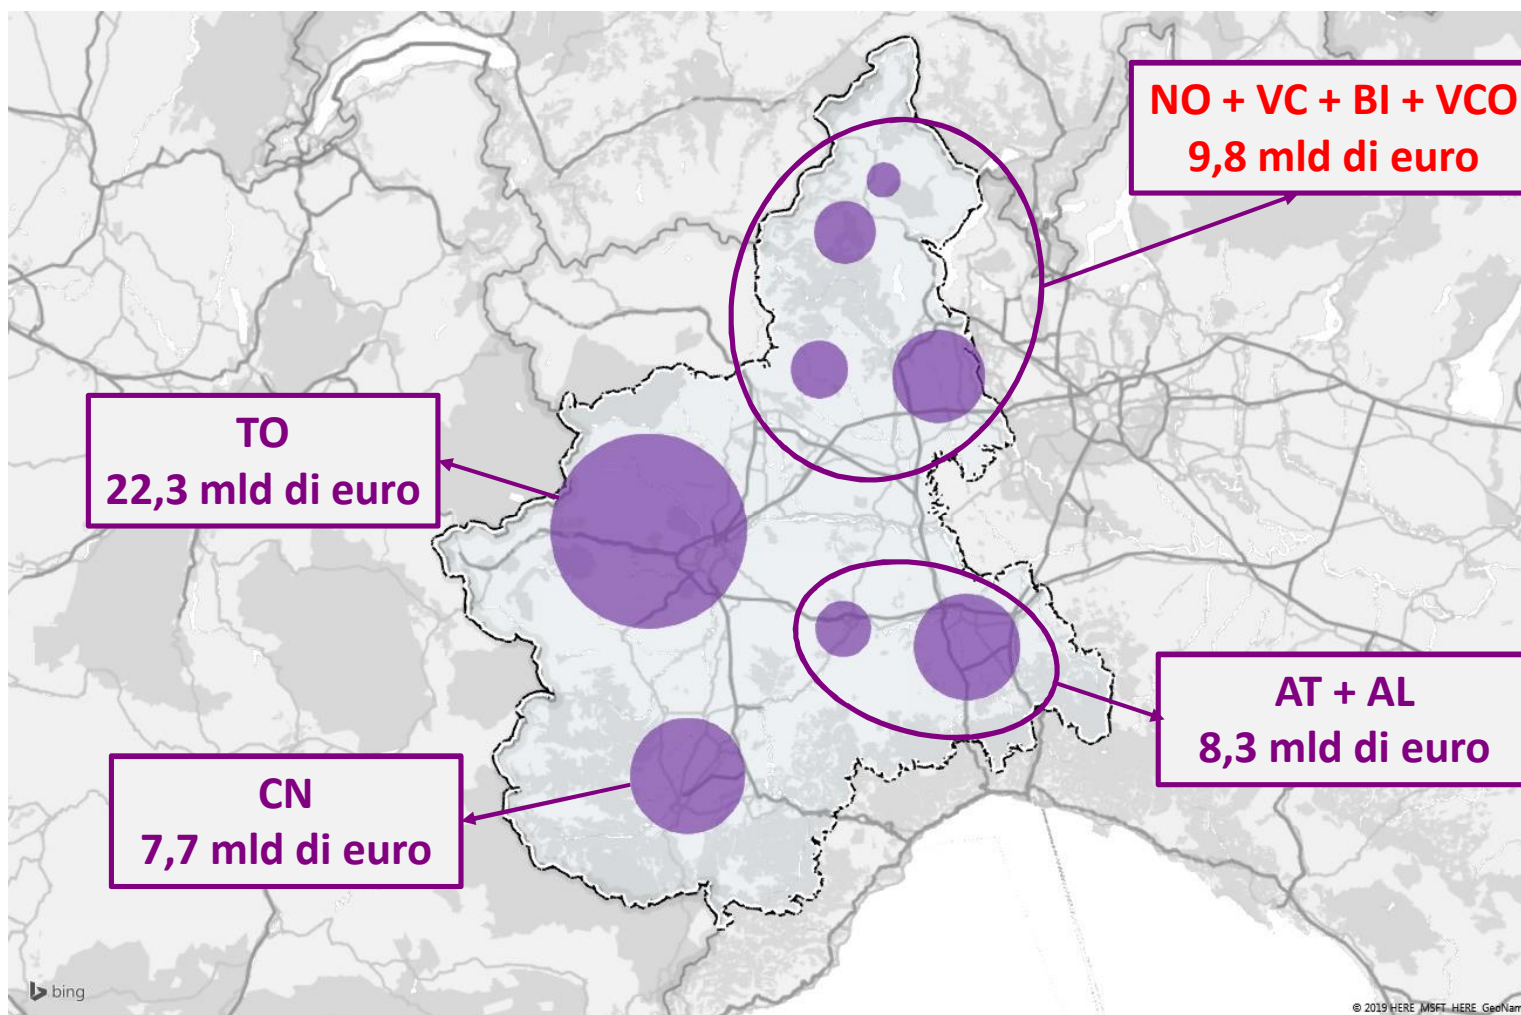 NO + VC + BI + VCO
9,8 mld di euro
TO
22,3 mld di euro
AT + AL
8,3 mld di euro
CN
7,7 mld di euro
bing
© 2019 HERE MSFT HERE GeoNam